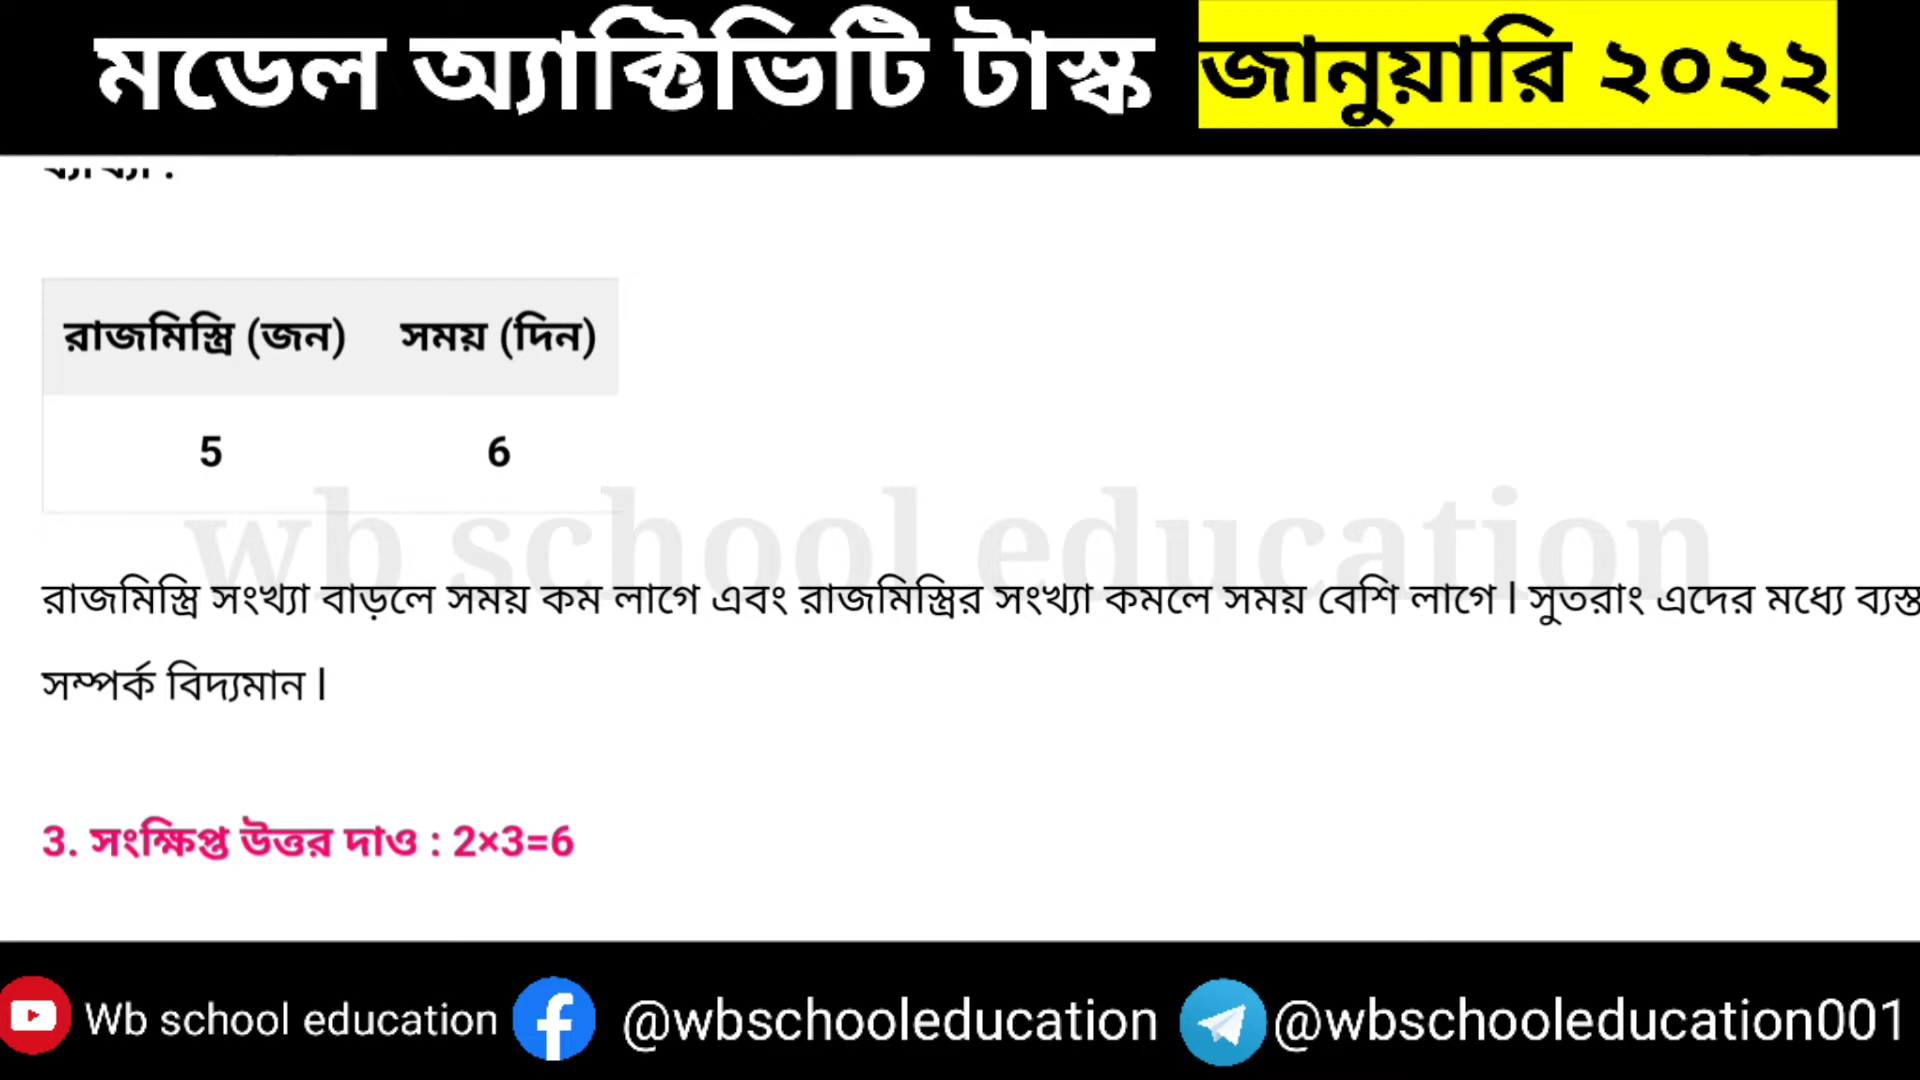 মডেল অ্যাক্টিভিটি টাস্ক জানুয়ারি ২০২২
রাজমিস্ত্রি (জন) সময় (দিন)
5 6
wb school education
রাজমিস্ত্রি সংখ্যা বাড়লে সময় কম লাগে এবং রাজমিস্ত্রির সংখ্যা কমলে সময় বেশি লাগে l সুতরাং এদের মধ্যে ব্যস্ত
সম্পর্ক বিদ্যমান l
3. সংক্ষিপ্ত উত্তর দাও : 2×3=6
Wb school education @wbschooleducation @wbschooleducation001